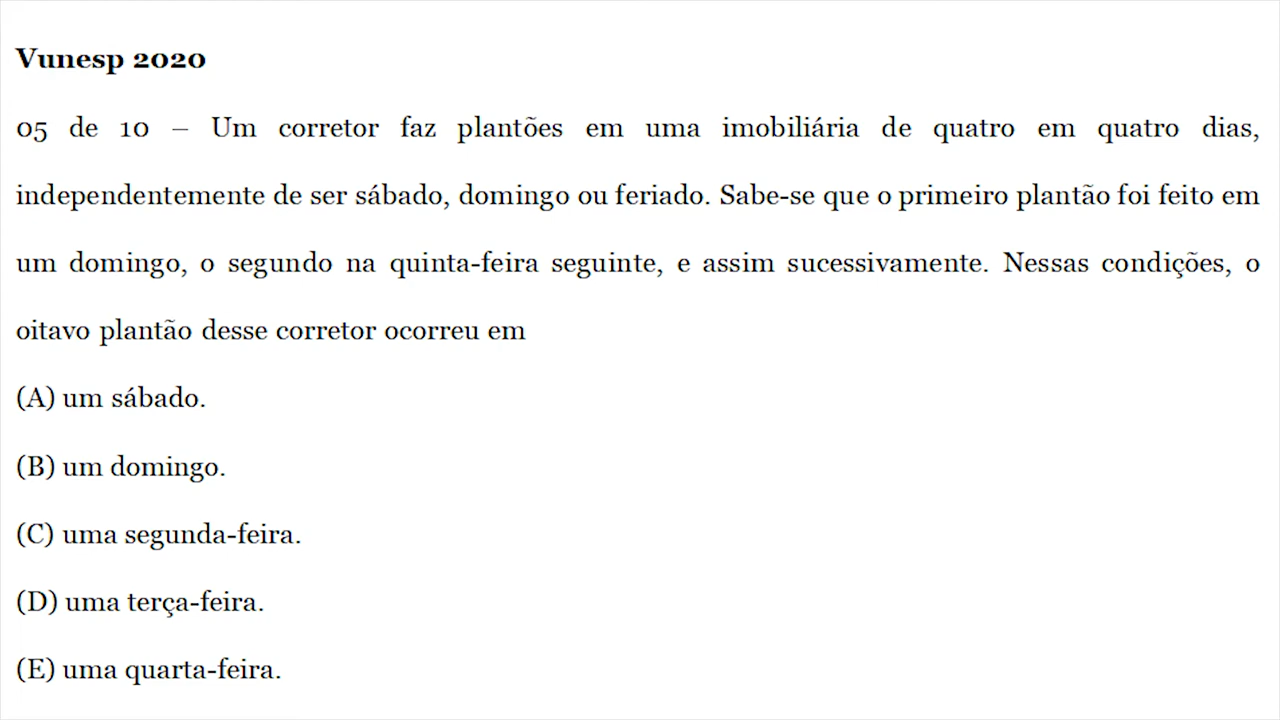 Vunesp 2020
05 de 10 – Um corretor faz plantões em uma imobiliária de quatro em quatro dias,
independentemente de ser sábado, domingo ou feriado. Sabe-se que o primeiro plantão foi feito em
um domingo, o segundo na quinta-feira seguinte, e assim sucessivamente. Nessas condições, o
oitavo plantão desse corretor ocorreu em
(A) um sábado.
(B) um domingo.
(C) uma segunda-feira.
(D) uma terça-feira.
(E) uma quarta-feira.